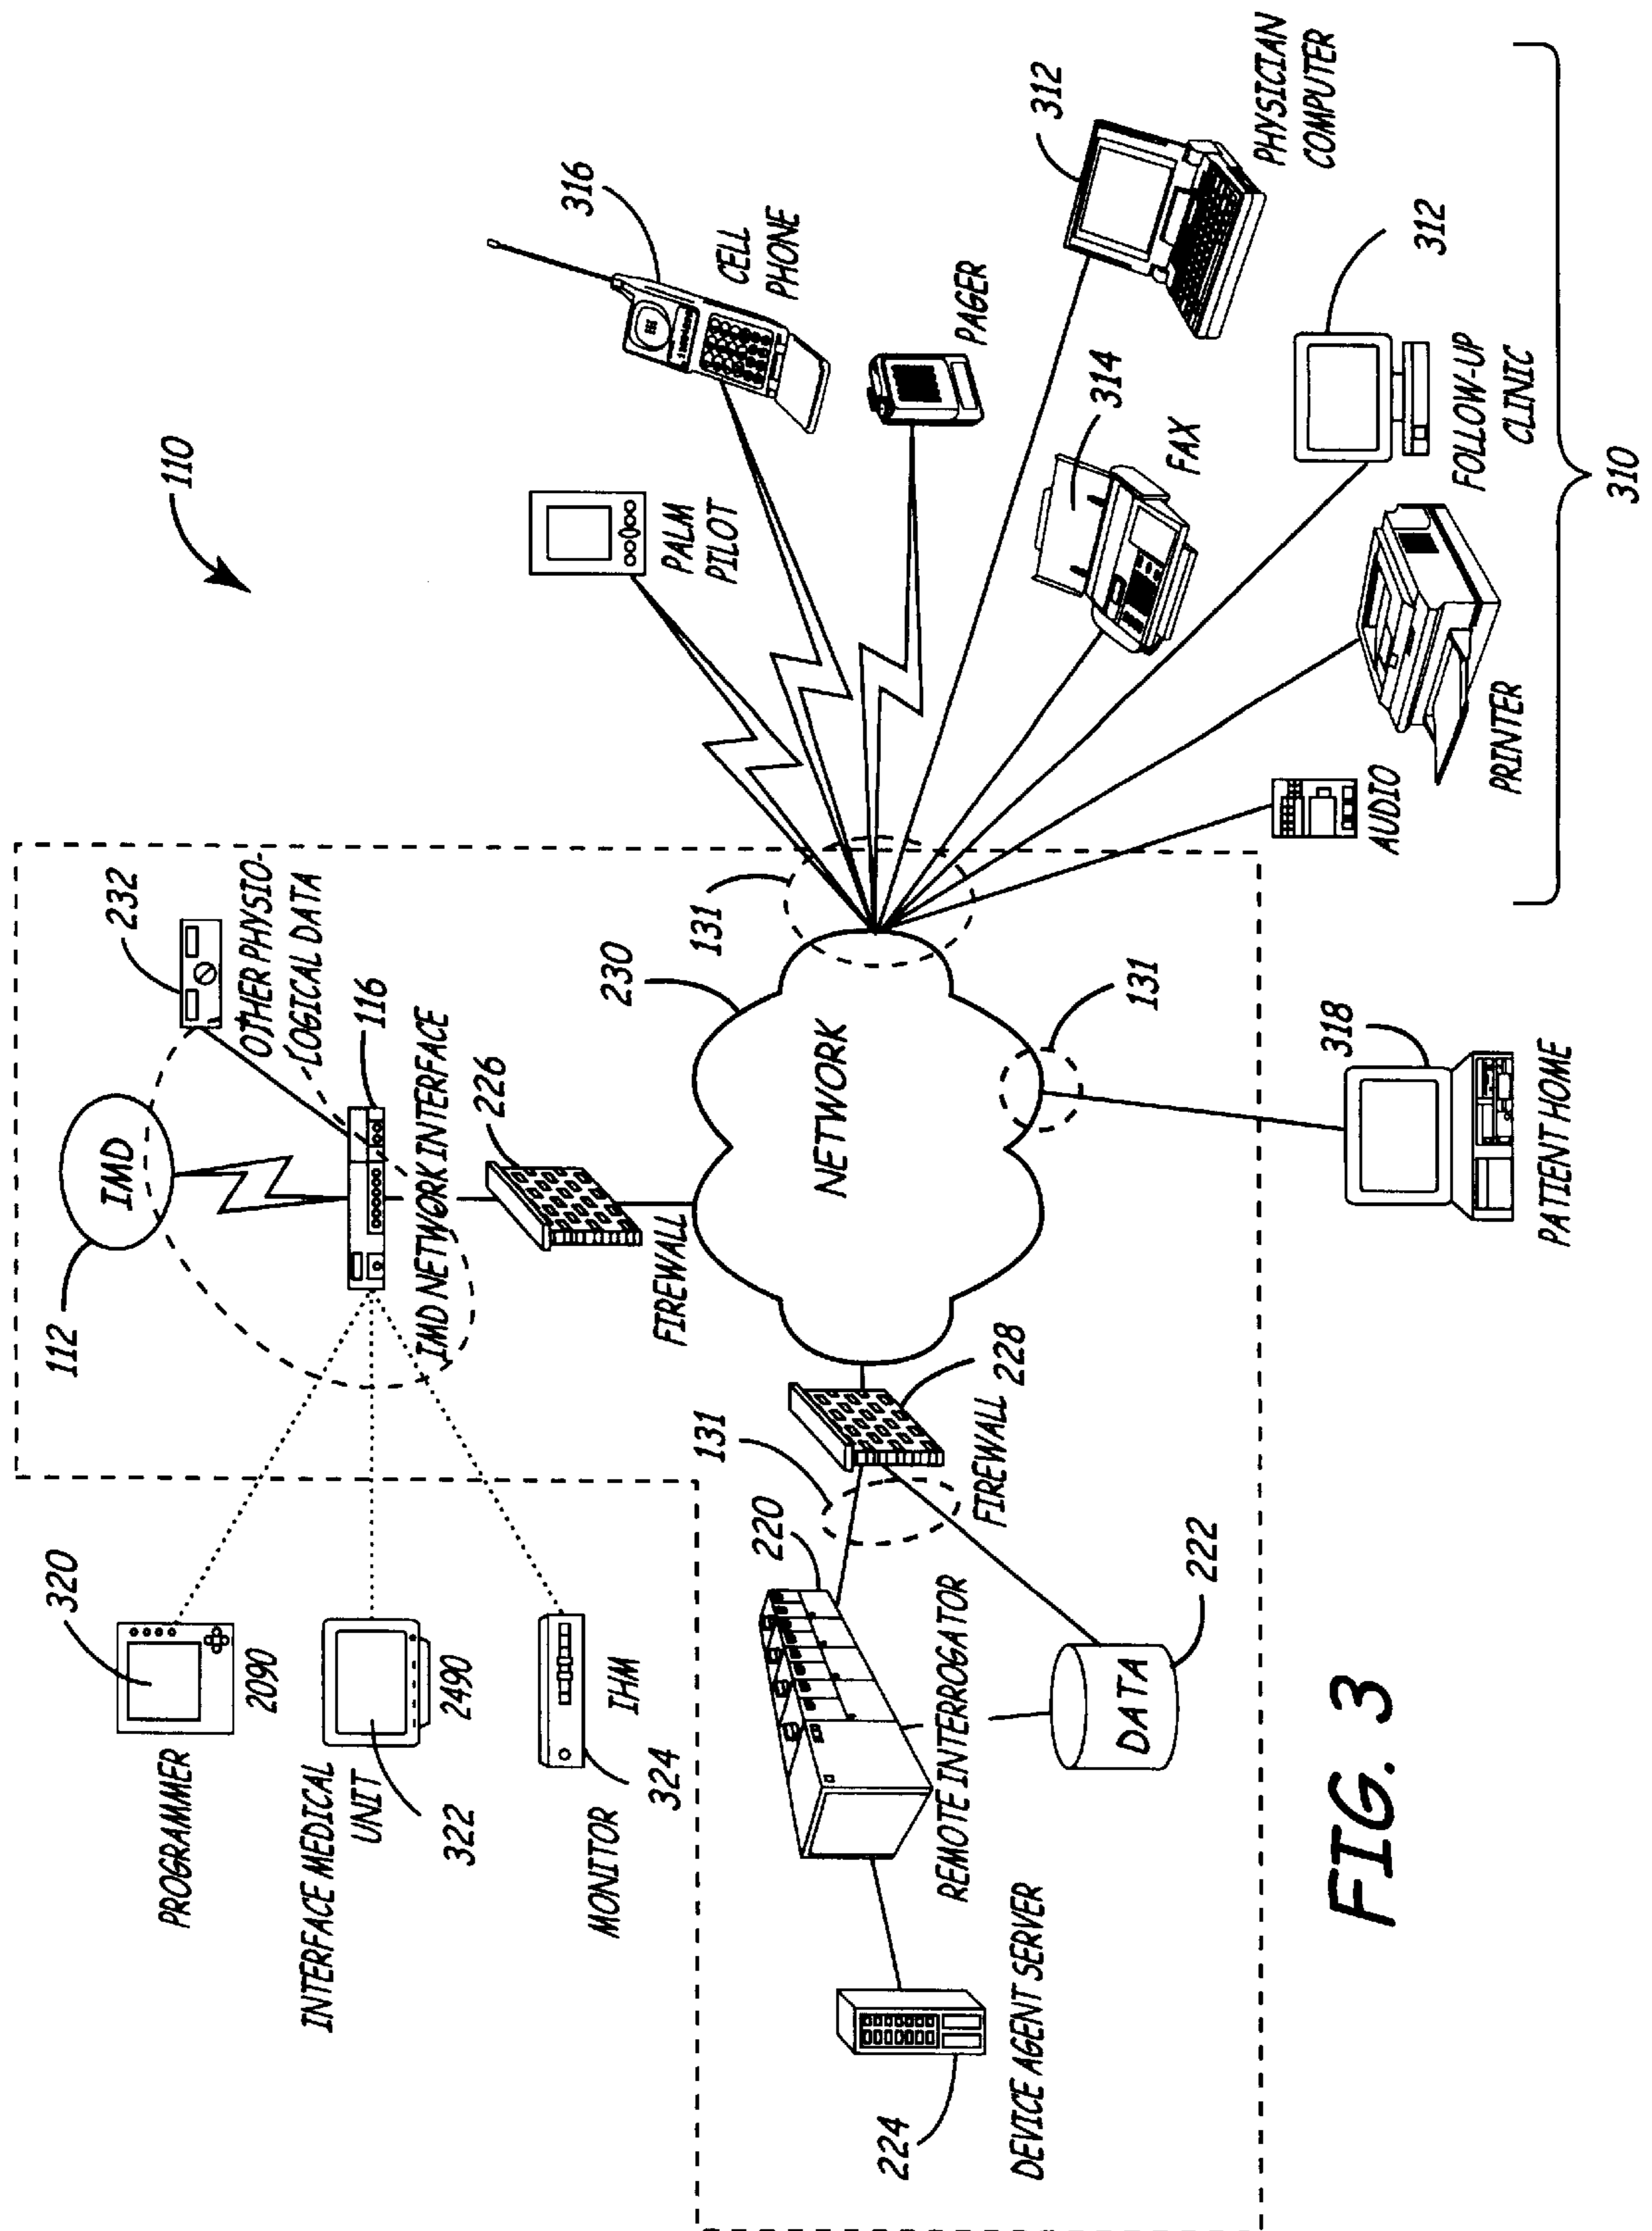 110
112
IMD
232
OTHER PHYSIO-
LOGICAL DATA
116
IMD NETWORK INTERFACE
226
FIREWALL
320
PROGRAMMER
2090
INTERFACE MEDICAL
UNIT
2490
322
IHM
MONITOR
324
PALM
PILOT
316
CELL
PHONE
PAGER
312
PHYSICIAN
COMPUTER
314
FAX
312
FOLLOW-UP
CLINIC
PRINTER
AUDIO
310
131
230
NETWORK
131
318
PATIENT HOME
228
FIREWALL
131
220
REMOTE INTERROGATOR
222
DATA
224
DEVICE AGENT SERVER
FIG. 3